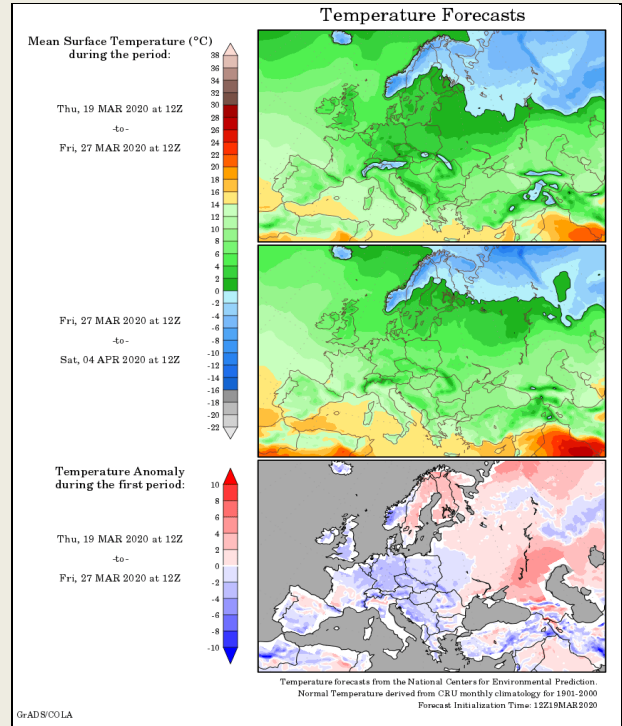 Temperature Forecasts
Mean Surface Temperature (°C)
during the period:
Thu, 19 MAR 2020 at 12Z
-to-
Fri, 27 MAR 2020 at 12Z
38
36
34
32
30
28
26
24
22
20
18
16
14
12
10
8
6
4
2
0
-2
-4
-6
-8
-10
-12
-14
-16
-18
-20
-22
Fri, 27 MAR 2020 at 12Z
-to-
Sat, 04 APR 2020 at 12Z
Temperature Anomaly
during the first period:
Thu, 19 MAR 2020 at 12Z
-to-
Fri, 27 MAR 2020 at 12Z
10
8
6
4
2
0
-2
-4
-6
-8
-10
Temperature forecasts from the National Centers for Environmental Prediction.
Normal Temperature derived from CRU monthly climatology for 1901-2000
Forecast Initialization Time: 12Z19MAR2020
GrADS/COLA